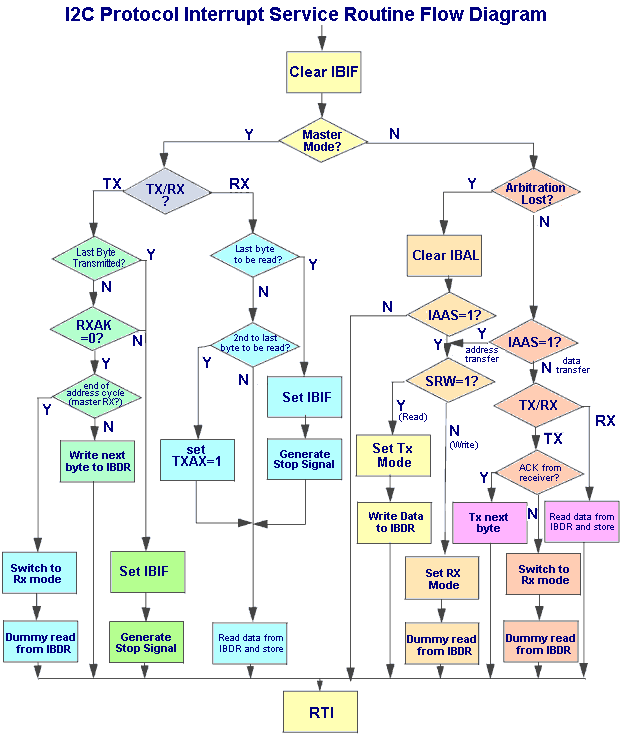 I2C Protocol Interrupt Service Routine Flow Diagram
Clear IBIF
Y
Master
Mode?
N
TX
TX/RX
?
RX
Y
Arbitration
Lost?
N
Last Byte
Transmitted?
Y
N
Last byte
to be read?
Y
N
Clear IBAL
RXAK
=0?
N
Y
2nd to last
byte to be read?
Y
N
N
IAAS=1?
Y
Y
address
transfer
IAAS=1?
data
transfer
N
end of
address cycle
(master RX?)
Y
N
Set IBIF
SRW=1?
Y
(Read)
N
(Write)
TX/RX
TX
RX
Write next
byte to IBDR
set
TXAX=1
Generate
Stop Signal
Set Tx
Mode
Y
ACK from
receiver?
N
Write Data
to IBDR
Tx next
byte
Read data from
IBDR and store
Switch to
Rx mode
Set IBIF
Set RX
Mode
Switch to
Rx mode
Dummy read
from IBDR
Generate
Stop Signal
Read data from
IBDR and store
Dummy read
from IBDR
Dummy read
from IBDR
RTI